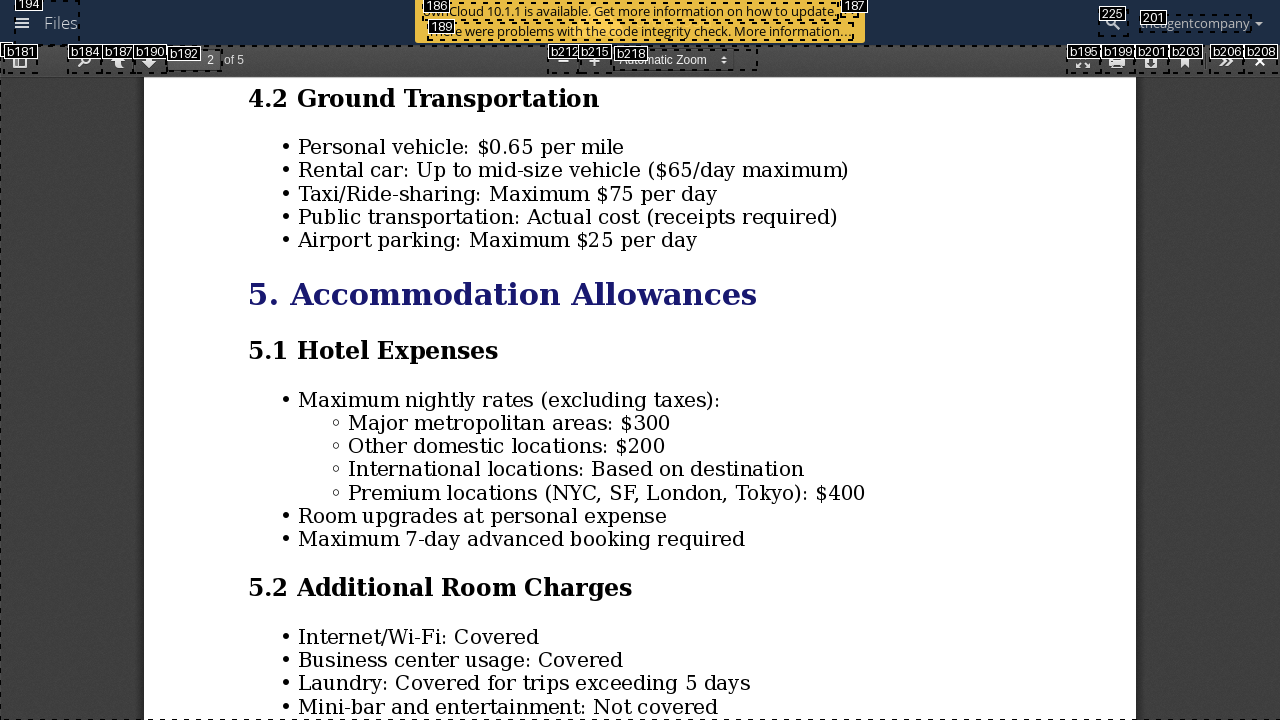 194
Files
186
ownCloud 10.1.1 is available. Get more information on how to update.
187
189
There were problems with the code integrity check. More information…
225
201
agentcompany
b181
b184
b187
b190
b192
2
of 5
b212
b215
b218
Automatic Zoom
b195
b199
b201
b203
b206
b208
4.2 Ground Transportation
• Personal vehicle: $0.65 per mile
• Rental car: Up to mid-size vehicle ($65/day maximum)
• Taxi/Ride-sharing: Maximum $75 per day
• Public transportation: Actual cost (receipts required)
• Airport parking: Maximum $25 per day
5. Accommodation Allowances
5.1 Hotel Expenses
• Maximum nightly rates (excluding taxes):
◦ Major metropolitan areas: $300
◦ Other domestic locations: $200
◦ International locations: Based on destination
◦ Premium locations (NYC, SF, London, Tokyo): $400
• Room upgrades at personal expense
• Maximum 7-day advanced booking required
5.2 Additional Room Charges
• Internet/Wi-Fi: Covered
• Business center usage: Covered
• Laundry: Covered for trips exceeding 5 days
• Mini-bar and entertainment: Not covered